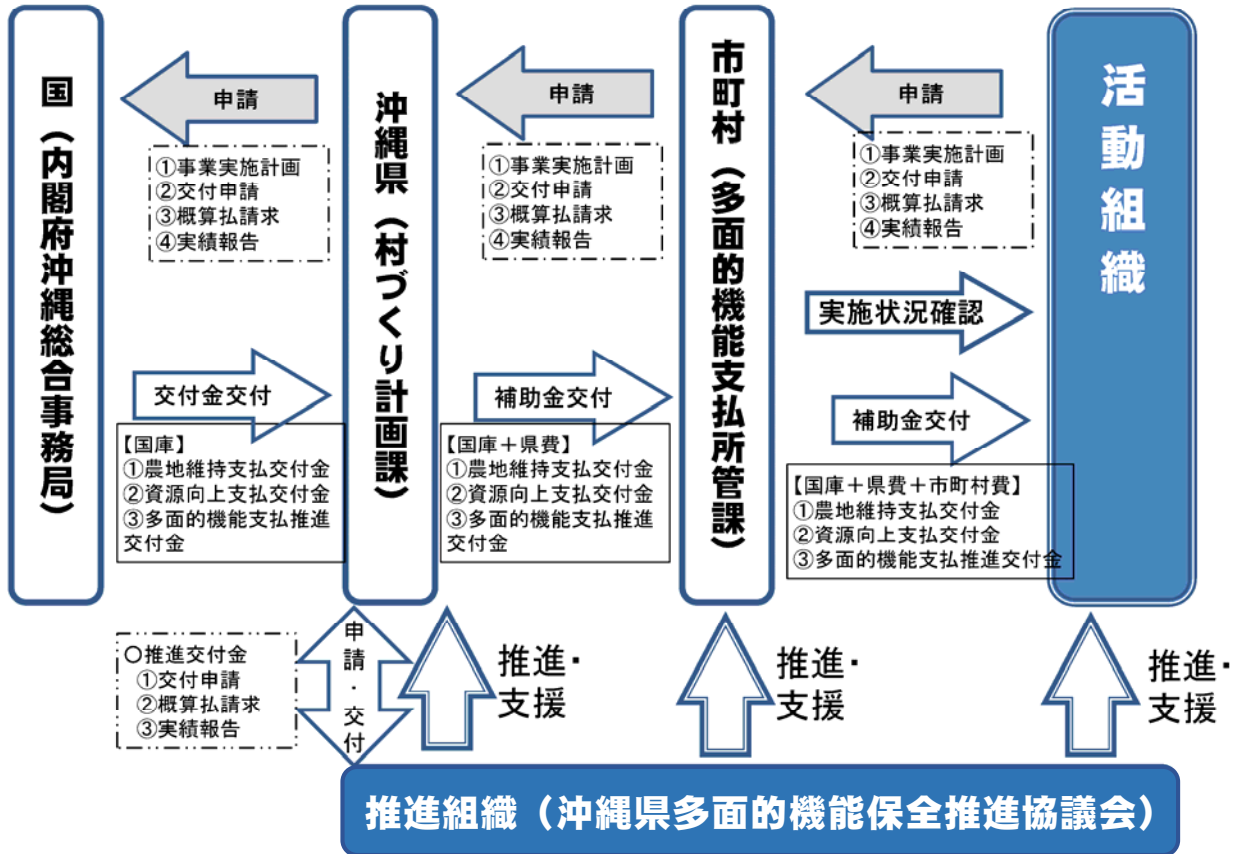 国（内閣府沖縄総合事務局）
申請
①事業実施計画
②交付申請
③概算払請求
④実績報告
交付金交付
【国庫】
①農地維持支払交付金
②資源向上支払交付金
③多面的機能支払推進
交付金
沖縄県（村づくり計画課）
申請
①事業実施計画
②交付申請
③概算払請求
④実績報告
補助金交付
【国庫＋県費】
①農地維持支払交付金
②資源向上支払交付金
③多面的機能支払推進
交付金
市町村（多面的機能支払所管課）
申請
①事業実施計画
②交付申請
③概算払請求
④実績報告
実施状況確認
補助金交付
【国庫＋県費＋市町村費】
①農地維持支払交付金
②資源向上支払交付金
③多面的機能支払推進交付金
活動組織
〇推進交付金
①交付申請
②概算払請求
③実績報告
申請・交付
推進・
支援
推進・
支援
推進・
支援
推進組織（沖縄県多面的機能保全推進協議会）